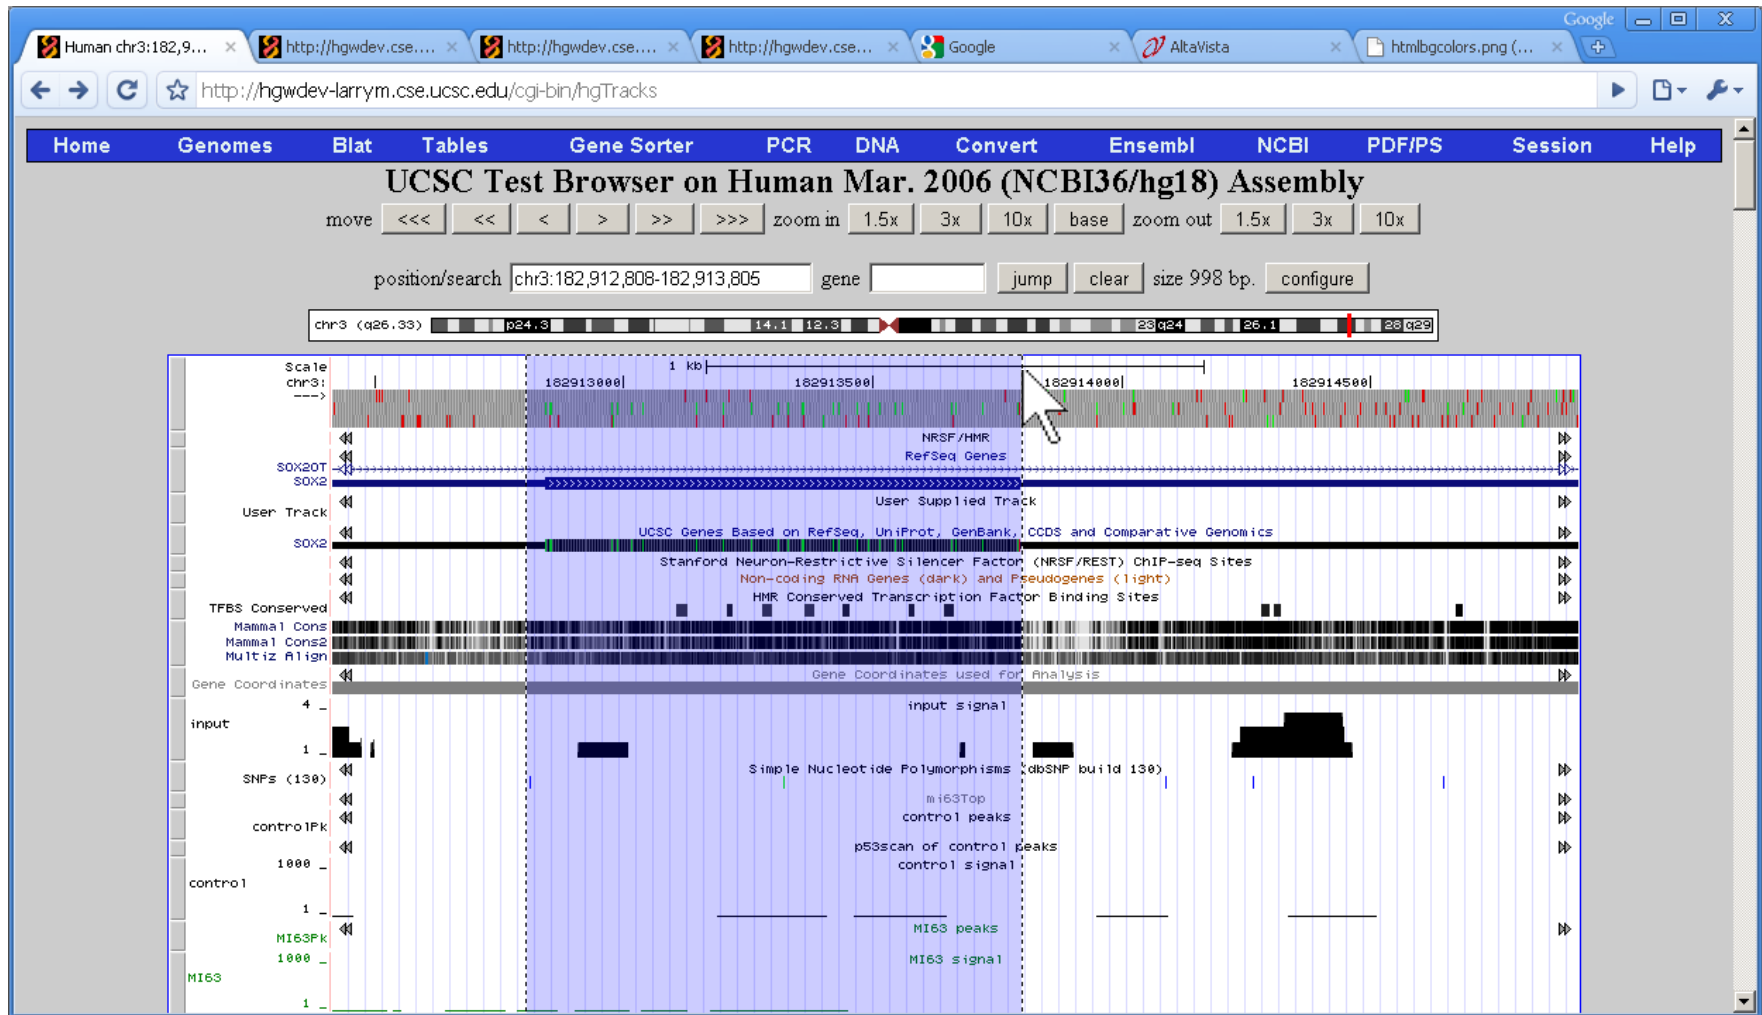 Google
Human chr3:182,9...
http://hgwdev.cse....
http://hgwdev.cse....
http://hgwdev.cse...
Google
AltaVista
htmlbgcolors.png (...
http://hgwdev-larrym.cse.ucsc.edu/cgi-bin/hgTracks
Home Genomes Blat Tables Gene Sorter PCR DNA Convert Ensembl NCBI PDF/PS Session Help
UCSC Test Browser on Human Mar. 2006 (NCBI36/hg18) Assembly
move <<< << < > >> >>> zoom in 1.5x 3x 10x base zoom out 1.5x 3x 10x
position/search chr3:182,912,808-182,913,805 gene jump clear size 998 bp. configure
chr3 (q26.33) p24.3 14.1 12.3 23 q24 26.1 28 q29
Scale 1 kb
chr3: 182913000| 182913500| 182914000| 182914500|
--->
NRSF/HMR
RefSeq Genes
SOX2OT
SOX2
User Supplied Track
User Track
UCSC Genes Based on RefSeq, UniProt, GenBank, CCDS and Comparative Genomics
SOX2
Stanford Neuron-Restrictive Silencer Factor (NRSF/REST) ChIP-seq Sites
Non-coding RNA Genes (dark) and Pseudogenes (light)
HMR Conserved Transcription Factor Binding Sites
TFBS Conserved
Mammal Cons
Mammal Cons2
Multiz Align
Gene Coordinates used for Analysis
Gene Coordinates
4 _ input signal
input
1 _
Simple Nucleotide Polymorphisms (dbSNP build 130)
SNPs (130)
mi63Top
control peaks
controlPk
p53scan of control peaks
1000 _ control signal
control
1 _
MI63 peaks
MI63Pk
1000 _ MI63 signal
MI63
1 _